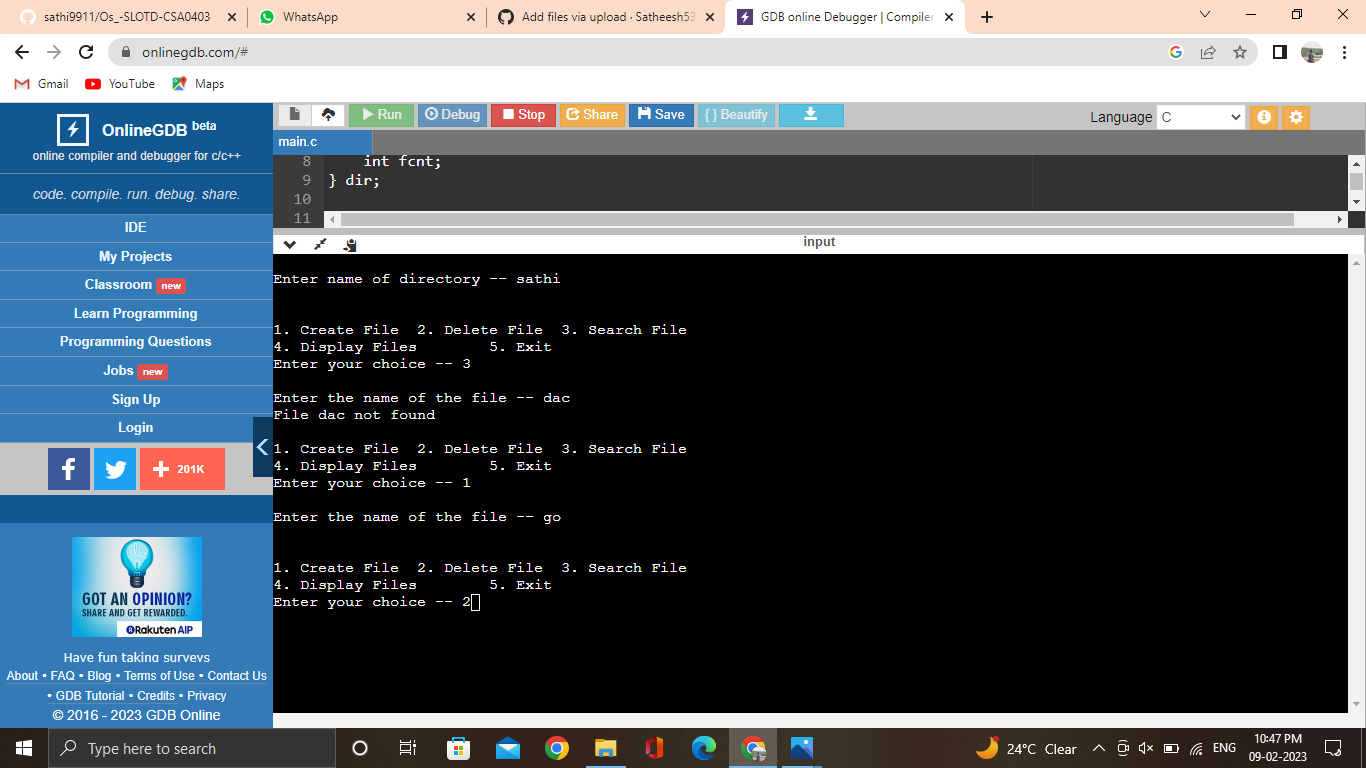 sathi9911/Os_-SLOTD-CSA0403
WhatsApp
Add files via upload · Satheesh53
GDB online Debugger | Compiler
onlinegdb.com/#
Gmail YouTube Maps
OnlineGDB beta
online compiler and debugger for c/c++
code. compile. run. debug. share.
IDE
My Projects
Classroom new
Learn Programming
Programming Questions
Jobs new
Sign Up
Login
f 201K
GOT AN OPINION?
SHARE AND GET REWARDED.
Rakuten AIP
Have fun taking surveys
About • FAQ • Blog • Terms of Use • Contact Us
• GDB Tutorial • Credits • Privacy
© 2016 - 2023 GDB Online
Run Debug Stop Share Save { } Beautify
Language C
main.c
8 int fcnt;
9 } dir;
10
11
input
Enter name of directory -- sathi
1. Create File 2. Delete File 3. Search File
4. Display Files 5. Exit
Enter your choice -- 3
Enter the name of the file -- dac
File dac not found
1. Create File 2. Delete File 3. Search File
4. Display Files 5. Exit
Enter your choice -- 1
Enter the name of the file -- go
1. Create File 2. Delete File 3. Search File
4. Display Files 5. Exit
Enter your choice -- 2
Type here to search
24°C Clear
ENG
10:47 PM
09-02-2023